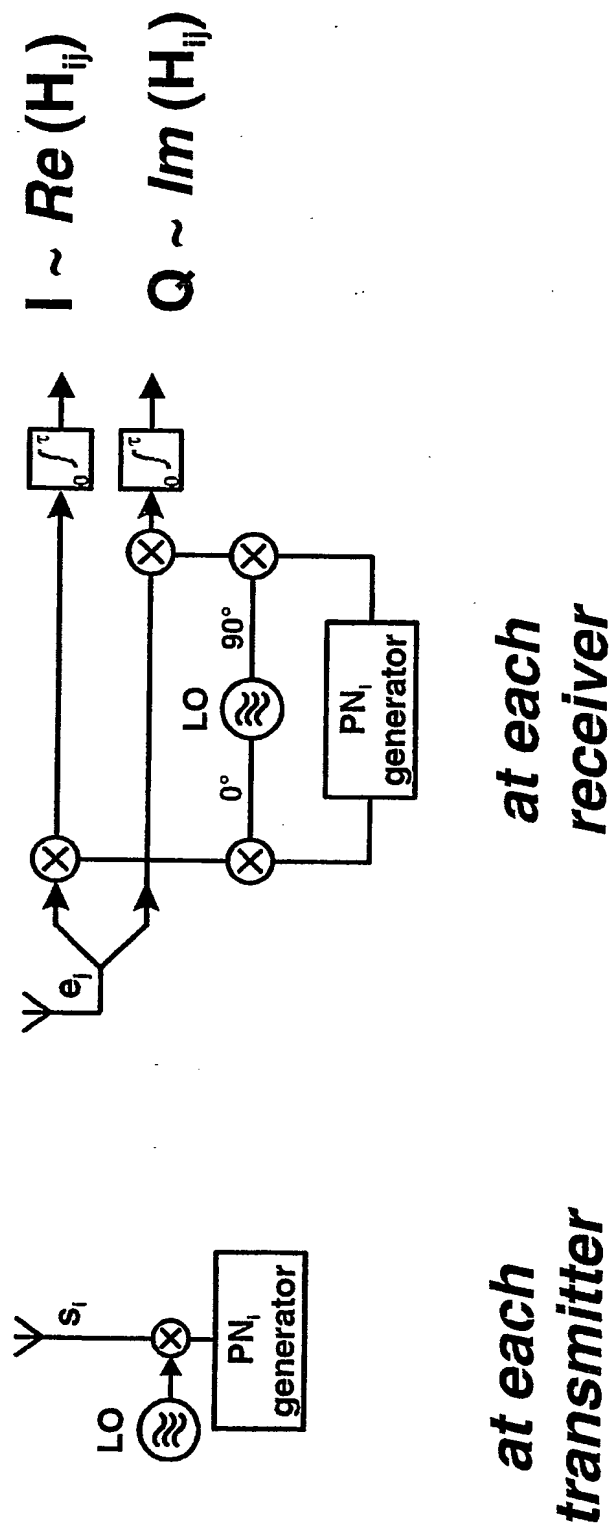 LO
s_i
PN_i
generator
at each
transmitter
e_j
LO
0°
90°
PN_i
generator
∫₀^τ
∫₀^τ
I ~ Re (H_ij)
Q ~ Im (H_ij)
at each
receiver